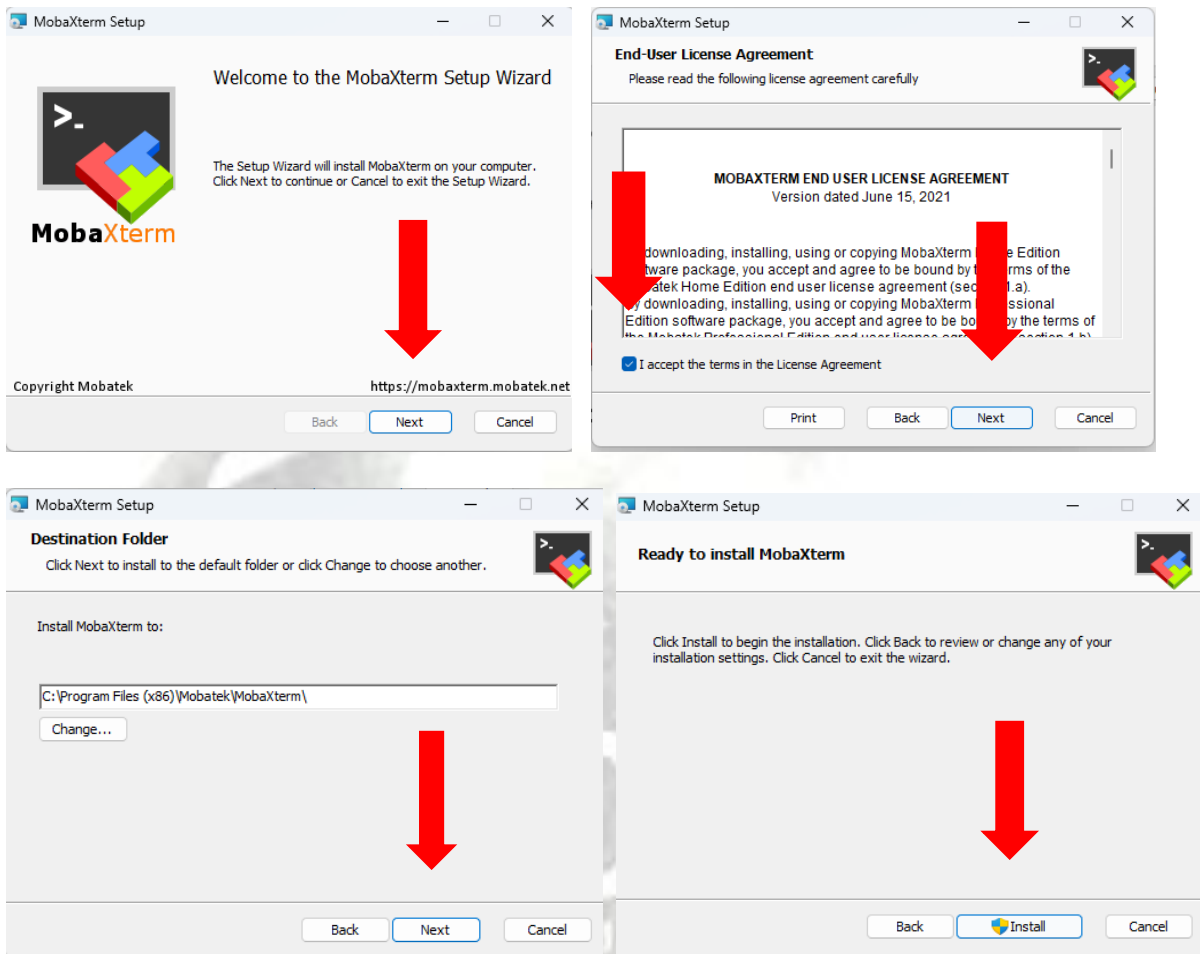 MobaXterm Setup
Welcome to the MobaXterm Setup Wizard
>_
The Setup Wizard will install MobaXterm on your computer.
Click Next to continue or Cancel to exit the Setup Wizard.
MobaXterm
Copyright Mobatek
https://mobaxterm.mobatek.net
Back
Next
Cancel
MobaXterm Setup
End-User License Agreement
Please read the following license agreement carefully
MOBAXTERM END USER LICENSE AGREEMENT
Version dated June 15, 2021
downloading, installing, using or copying MobaXterm Edition
package, you accept and agree to be bound by of the
Home Edition end user license agreement
downloading, installing, using or copying MobaXterm
Edition software package, you accept and agree to be by the terms of
the Mobatek Professional Edition end user license 1.b)
I accept the terms in the License Agreement
Print
Back
Next
Cancel
MobaXterm Setup
Destination Folder
Click Next to install to the default folder or click Change to choose another.
Install MobaXterm to:
C:\Program Files (x86)\Mobatek\MobaXterm\
Change...
Back
Next
Cancel
MobaXterm Setup
Ready to install MobaXterm
Click Install to begin the installation. Click Back to review or change any of your
installation settings. Click Cancel to exit the wizard.
Back
Install
Cancel